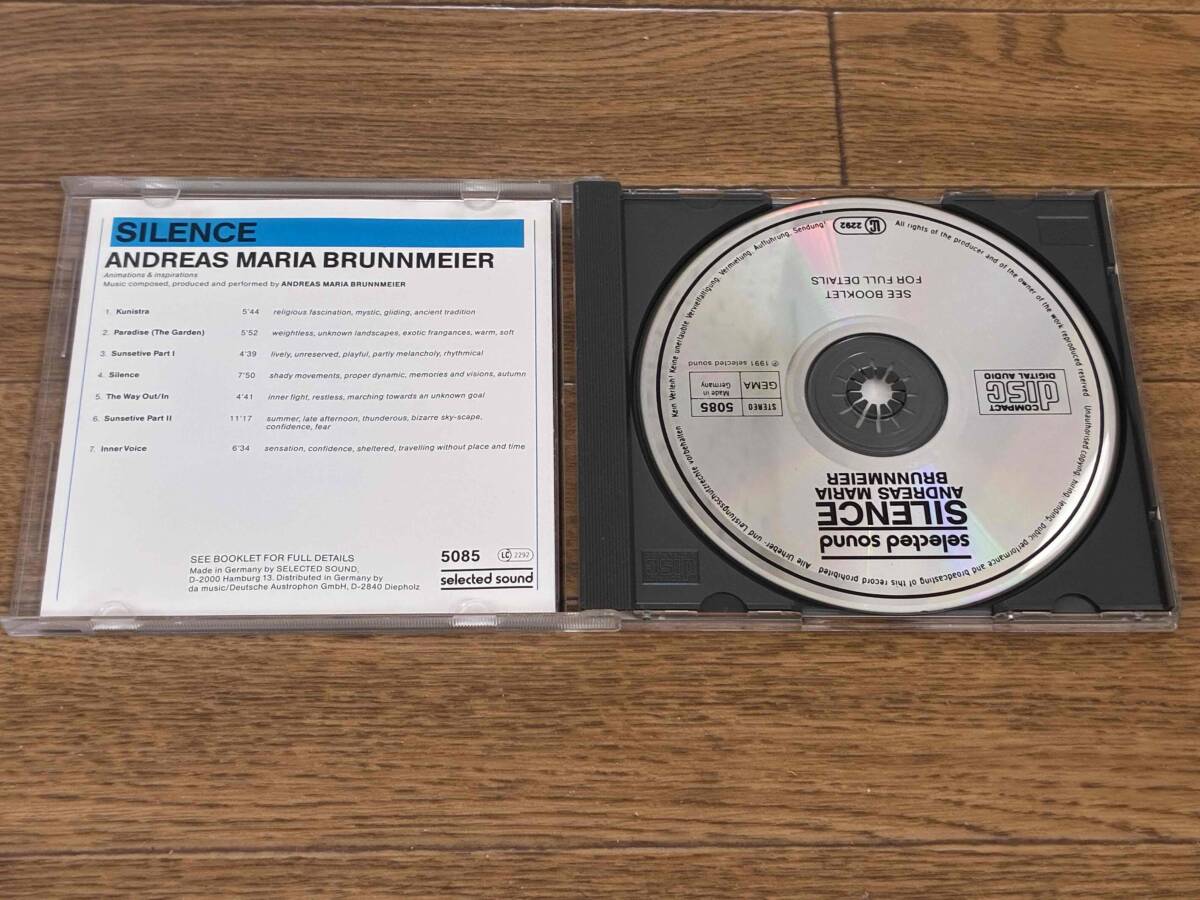 SILENCE
ANDREAS MARIA BRUNNMEIER
Animations & inspirations
Music composed, produced and performed by ANDREAS MARIA BRUNNMEIER
1. Kunistra 5'44 religious fascination, mystic, gliding, ancient tradition
2. Paradise (The Garden) 5'52 weightless, unknown landscapes, exotic frangances, warm, soft
3. Sunsetive Part I 4'39 lively, unreserved, playful, partly melancholy, rhythmical
4. Silence 7'50 shady movements, proper dynamic, memories and visions, autumn
5. The Way Out/In 4'41 inner fight, restless, marching towards an unknown goal
6. Sunsetive Part II 11'17 summer, late afternoon, thunderous, bizarre sky-scape,
confidence, fear
7. Inner Voice 6'34 sensation, confidence, sheltered, travelling without place and time
SEE BOOKLET FOR FULL DETAILS
Made in Germany by SELECTED SOUND,
D-2000 Hamburg 13. Distributed in Germany by
da music/Deutsche Austrophon GmbH, D-2840 Diepholz
5085 LC 2292
selected sound
selected sound
SILENCE
ANDREAS MARIA
BRUNNMEIER
COMPACT
disc
DIGITAL AUDIO
STEREO
5085
GEMA
Made in
Germany
℗ 1991 selected sound
SEE BOOKLET
FOR FULL DETAILS
LC 2292
All rights of the producer and of the owner of the work reproduced reserved. Unauthorised copying, hiring, lending, public performance and broadcasting of this record prohibited
Alle Urheber- und Leistungsschutzrechte vorbehalten. Kein Verleih! Keine unerlaubte Vervielfältigung, Vermietung, Aufführung, Sendung!
COMPACT
disc